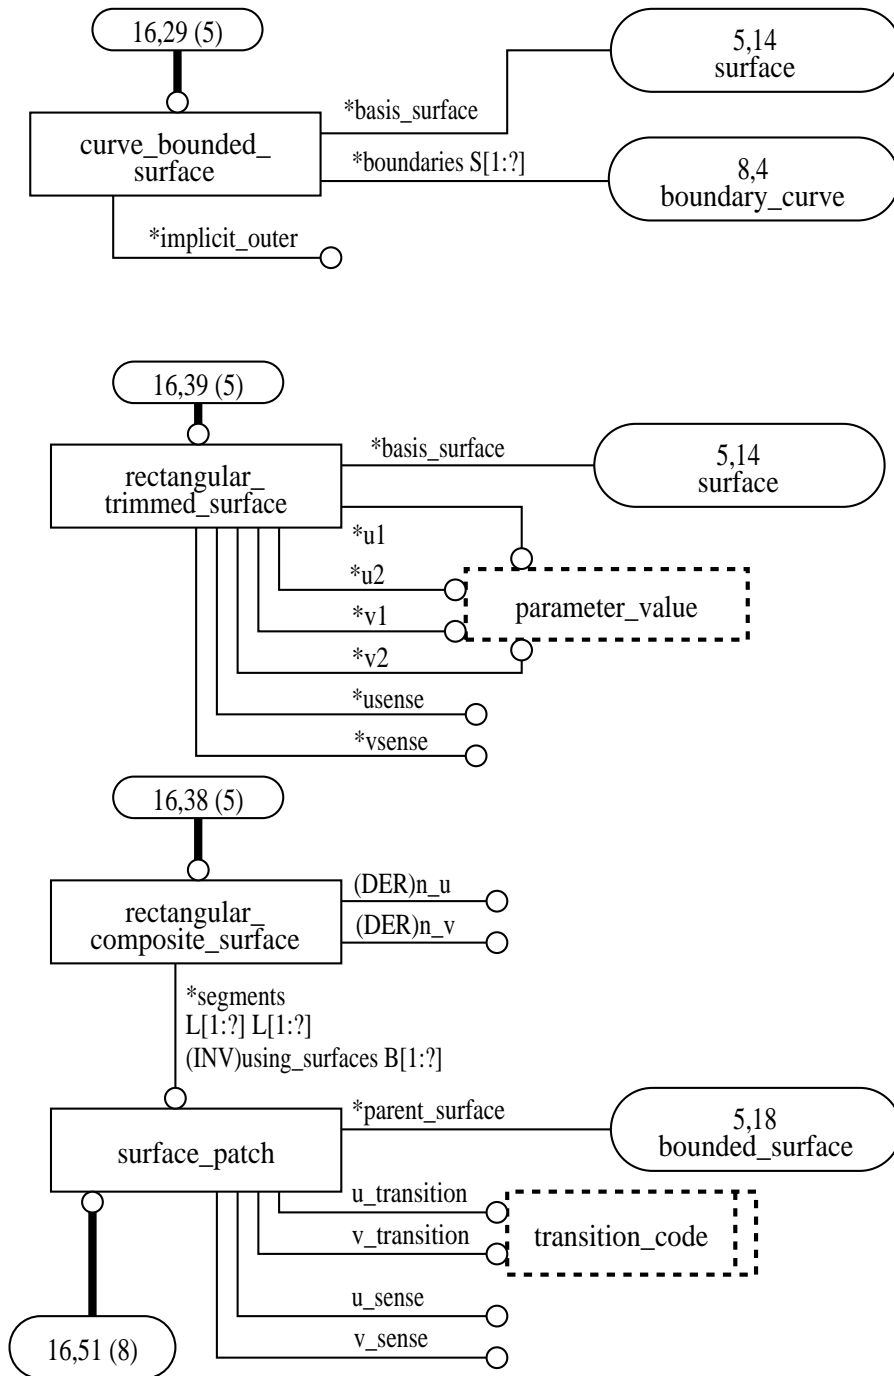 16,29 (5)
5,14
surface
*basis_surface
curve_bounded_
surface
*boundaries S[1:?]
8,4
boundary_curve
*implicit_outer
16,39 (5)
*basis_surface
5,14
surface
rectangular_
trimmed_surface
*u1
*u2
parameter_value
*v1
*v2
*usense
*vsense
16,38 (5)
(DER)n_u
rectangular_
composite_surface
(DER)n_v
*segments
L[1:?] L[1:?]
(INV)using_surfaces B[1:?]
*parent_surface
5,18
bounded_surface
surface_patch
u_transition
v_transition
transition_code
u_sense
v_sense
16,51 (8)